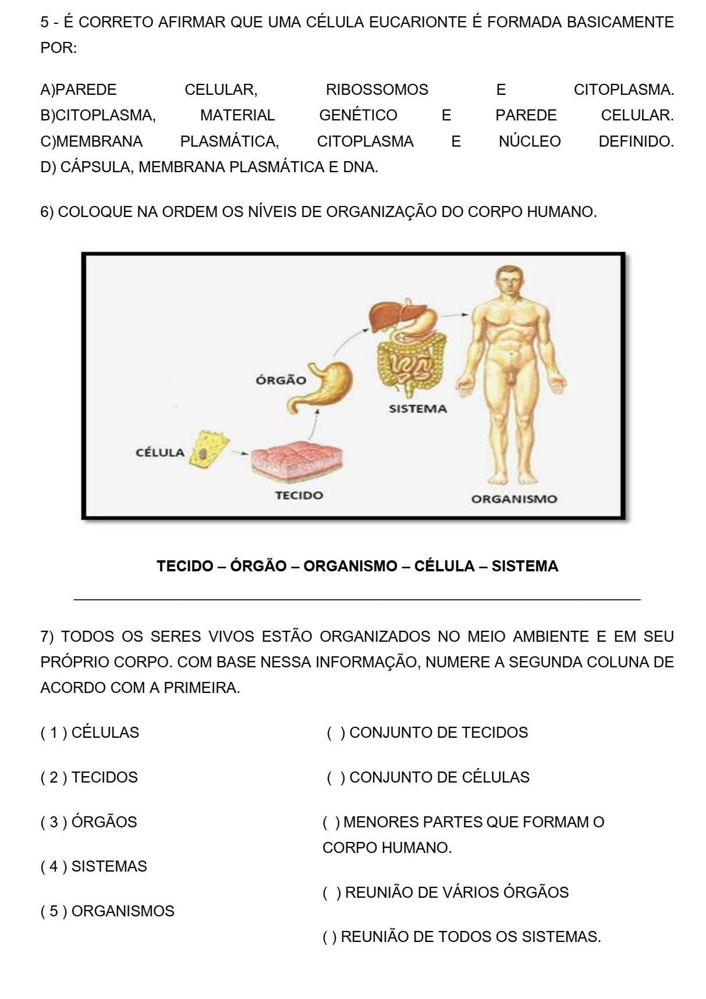 5 - É CORRETO AFIRMAR QUE UMA CÉLULA EUCARIONTE É FORMADA BASICAMENTE
POR:
A)PAREDE CELULAR, RIBOSSOMOS E CITOPLASMA.
B)CITOPLASMA, MATERIAL GENÉTICO E PAREDE CELULAR.
C)MEMBRANA PLASMÁTICA, CITOPLASMA E NÚCLEO DEFINIDO.
D) CÁPSULA, MEMBRANA PLASMÁTICA E DNA.
6) COLOQUE NA ORDEM OS NÍVEIS DE ORGANIZAÇÃO DO CORPO HUMANO.
ÓRGÃO
SISTEMA
CÉLULA
TECIDO
ORGANISMO
TECIDO – ÓRGÃO – ORGANISMO – CÉLULA – SISTEMA
7) TODOS OS SERES VIVOS ESTÃO ORGANIZADOS NO MEIO AMBIENTE E EM SEU
PRÓPRIO CORPO. COM BASE NESSA INFORMAÇÃO, NUMERE A SEGUNDA COLUNA DE
ACORDO COM A PRIMEIRA.
( 1 ) CÉLULAS
( 2 ) TECIDOS
( 3 ) ÓRGÃOS
( 4 ) SISTEMAS
( 5 ) ORGANISMOS
( ) CONJUNTO DE TECIDOS
( ) CONJUNTO DE CÉLULAS
( ) MENORES PARTES QUE FORMAM O
CORPO HUMANO.
( ) REUNIÃO DE VÁRIOS ÓRGÃOS
( ) REUNIÃO DE TODOS OS SISTEMAS.